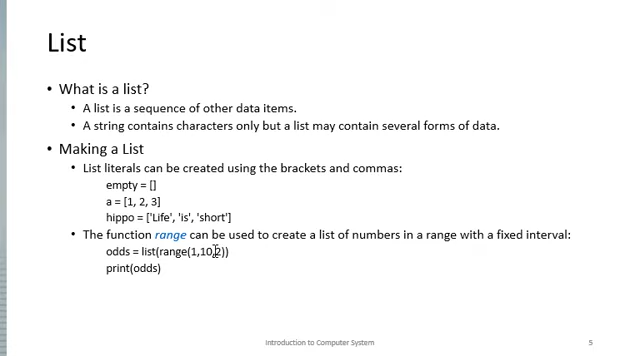 List
• What is a list?
• A list is a sequence of other data items.
• A string contains characters only but a list may contain several forms of data.
• Making a List
• List literals can be created using the brackets and commas:
empty = []
a = [1, 2, 3]
hippo = ['Life', 'is', 'short']
• The function range can be used to create a list of numbers in a range with a fixed interval:
odds = list(range(1,10,2))
print(odds)
Introduction to Computer System
5